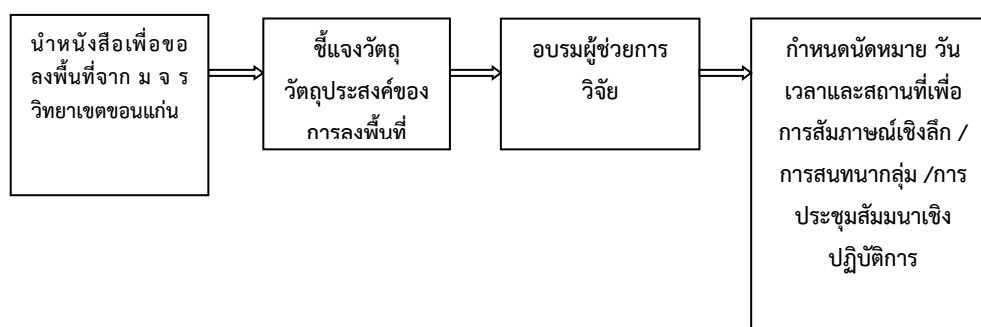 นำหนังสือเพื่อขอ
ลงพื้นที่จาก ม จ ร
วิทยาเขตขอนแก่น
ชี้แจงวัตถุ
วัตถุประสงค์ของ
การลงพื้นที่
อบรมผู้ช่วยการ
วิจัย
กำหนดนัดหมาย วัน
เวลาและสถานที่เพื่อ
การสัมภาษณ์เชิงลึก /
การสนทนากลุ่ม /การ
ประชุมสัมมนาเชิง
ปฏิบัติการ